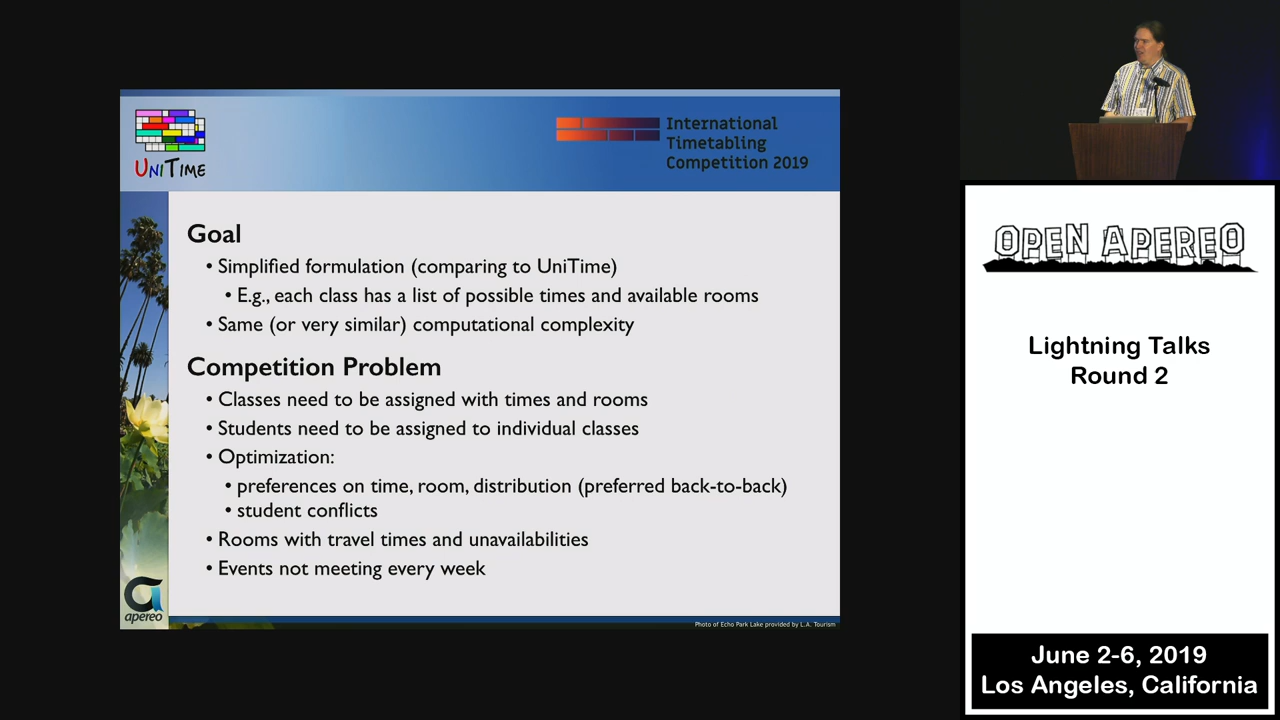 UNITIME
International
Timetabling
Competition 2019
Goal
• Simplified formulation (comparing to UniTime)
• E.g., each class has a list of possible times and available rooms
• Same (or very similar) computational complexity
Competition Problem
• Classes need to be assigned with times and rooms
• Students need to be assigned to individual classes
• Optimization:
• preferences on time, room, distribution (preferred back-to-back)
• student conflicts
• Rooms with travel times and unavailabilities
• Events not meeting every week
apereo
Photo of Echo Park Lake provided by L.A. Tourism
OPEN APEREO
Lightning Talks
Round 2
June 2-6, 2019
Los Angeles, California